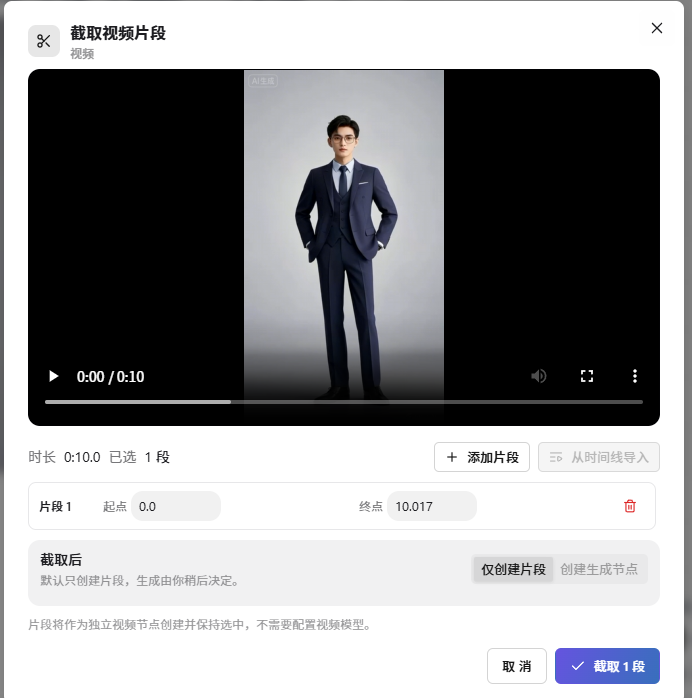 截取视频片段
视频
AI生成
0:00 / 0:10
时长 0:10.0 已选 1 段
添加片段
从时间线导入
片段 1 起点 0.0 终点 10.017
截取后
默认只创建片段，生成由你稍后决定。
仅创建片段 创建生成节点
片段将作为独立视频节点创建并保持选中，不需要配置视频模型。
取 消
截取 1 段